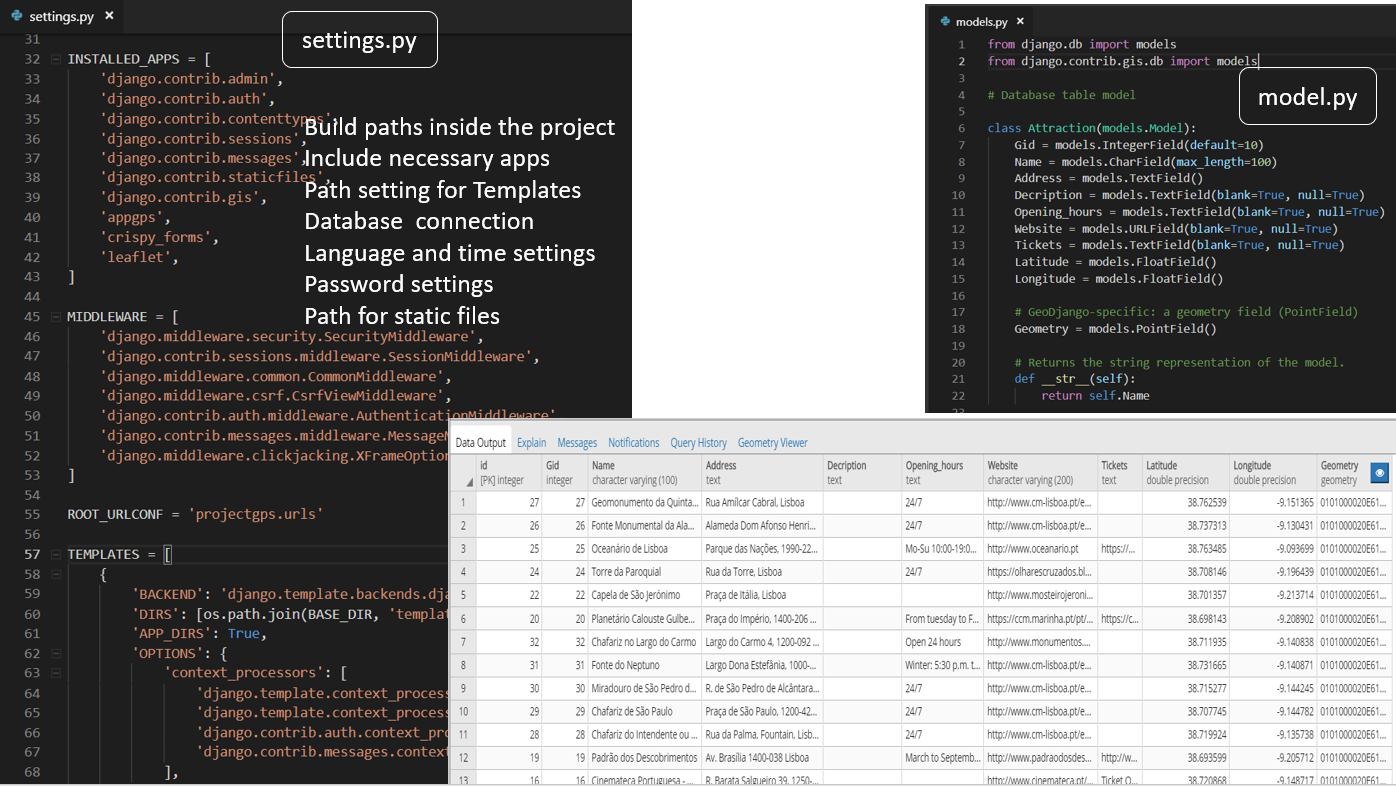 settings.py
settings.py
31
32 INSTALLED_APPS = [
33 'django.contrib.admin',
34 'django.contrib.auth',
35 'django.contrib.contenttypes',
36 'django.contrib.sessions',
37 'django.contrib.messages',
38 'django.contrib.staticfiles',
39 'django.contrib.gis',
40 'appgps',
41 'crispy_forms',
42 'leaflet',
43 ]
44
45 MIDDLEWARE = [
46 'django.middleware.security.SecurityMiddleware',
47 'django.contrib.sessions.middleware.SessionMiddleware',
48 'django.middleware.common.CommonMiddleware',
49 'django.middleware.csrf.CsrfViewMiddleware',
50 'django.contrib.auth.middleware.AuthenticationMiddleware'
51 'django.contrib.messages.middleware.MessageM
52 'django.middleware.clickjacking.XFrameOption
53 ]
54
55 ROOT_URLCONF = 'projectgps.urls'
56
57 TEMPLATES = [
58 {
59 'BACKEND': 'django.template.backends.dja
60 'DIRS': [os.path.join(BASE_DIR, 'templat
61 'APP_DIRS': True,
62 'OPTIONS': {
63 'context_processors': [
64 'django.template.context_process
65 'django.template.context_process
66 'django.contrib.auth.context_pro
67 'django.contrib.messages.context
68 ],
Build paths inside the project
Include necessary apps
Path setting for Templates
Database connection
Language and time settings
Password settings
Path for static files
models.py
model.py
1 from django.db import models
2 from django.contrib.gis.db import models
3
4 # Database table model
5
6 class Attraction(models.Model):
7 Gid = models.IntegerField(default=10)
8 Name = models.CharField(max_length=100)
9 Address = models.TextField()
10 Decription = models.TextField(blank=True, null=True)
11 Opening_hours = models.TextField(blank=True, null=True)
12 Website = models.URLField(blank=True, null=True)
13 Tickets = models.TextField(blank=True, null=True)
14 Latitude = models.FloatField()
15 Longitude = models.FloatField()
16
17 # GeoDjango-specific: a geometry field (PointField)
18 Geometry = models.PointField()
19
20 # Returns the string representation of the model.
21 def __str__(self):
22 return self.Name
23
Data Output Explain Messages Notifications Query History Geometry Viewer
id Gid Name Address Decription Opening_hours Website Tickets Latitude Longitude Geometry
[PK] integer integer character varying (100) text text text character varying (200) text double precision double precision geometry
1 27 27 Geomonumento da Quinta... Rua Amílcar Cabral, Lisboa 24/7 http://www.cm-lisboa.pt/e... 38.762539 -9.151365 0101000020E61...
2 26 26 Fonte Monumental da Ala... Alameda Dom Afonso Henri... 24/7 http://www.cm-lisboa.pt/e... 38.737313 -9.130431 0101000020E61...
3 25 25 Oceanário de Lisboa Parque das Nações, 1990-22... Mo-Su 10:00-19:0... http://www.oceanario.pt https://... 38.763485 -9.093699 0101000020E61...
4 24 24 Torre da Paroquial Rua da Torre, Lisboa 24/7 https://olharescruzados.bl... 38.708146 -9.196439 0101000020E61...
5 22 22 Capela de São Jerónimo Praça de Itália, Lisboa http://www.mosteirojeroni... 38.701357 -9.213714 0101000020E61...
6 20 20 Planetário Calouste Gulbe... Praça do Império, 1400-206 ... From tuesday to F... https://ccm.marinha.pt/pt/... https://c... 38.698143 -9.208902 0101000020E61...
7 32 32 Chafariz no Largo do Carmo Largo do Carmo 4, 1200-092 ... Open 24 hours http://www.monumentos.... 38.711935 -9.140838 0101000020E61...
8 31 31 Fonte do Neptuno Largo Dona Estefânia, 1000-... Winter: 5:30 p.m. t... http://www.cm-lisboa.pt/e... 38.731665 -9.140871 0101000020E61...
9 30 30 Miradouro de São Pedro d... R. de São Pedro de Alcântara... 24/7 http://www.cm-lisboa.pt/e... 38.715277 -9.144245 0101000020E61...
10 29 29 Chafariz de São Paulo Praça de São Paulo, 1200-42... 24/7 http://www.cm-lisboa.pt/e... 38.707745 -9.144782 0101000020E61...
11 28 28 Chafariz do Intendente ou ... Rua da Palma, Fountain. Lisb... 24/7 http://www.cm-lisboa.pt/e... 38.719924 -9.135738 0101000020E61...
12 19 19 Padrão dos Descobrimentos Av. Brasília 1400-038 Lisboa March to Septemb... http://www.padraodosdes... http://w... 38.693599 -9.205712 0101000020E61...
13 16 16 Cinemateca Portuguesa - ... R. Barata Salgueiro 39, 1250-... http://www.cinemateca.pt/... Ticket O... 38.720868 -9.148717 0101000020E61...